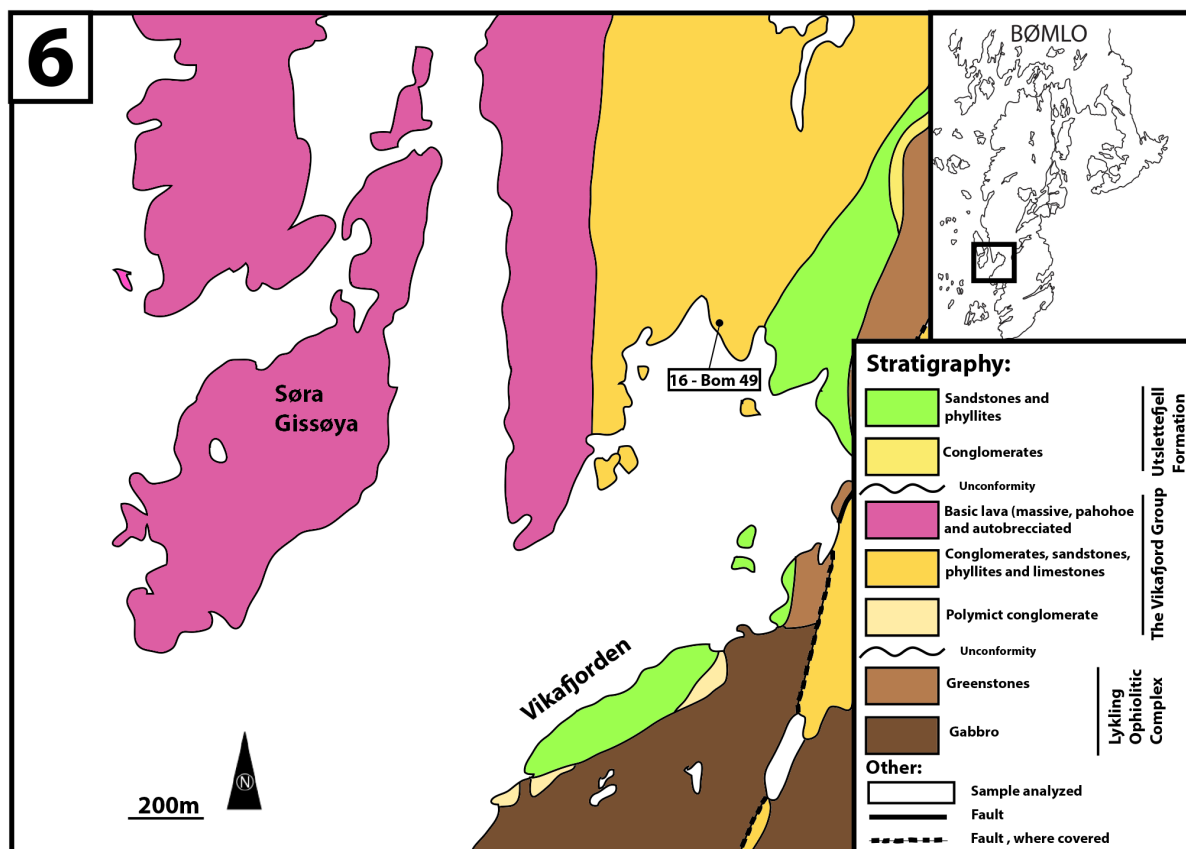 6
BØMLO
16 - Bom 49
Søra
Gissøya
Vikafjorden
N
200m
Stratigraphy:
Sandstones and
phyllites
Conglomerates
Utslettefjell
Formation
Unconformity
Basic lava (massive, pahohoe
and autobrecciated
Conglomerates, sandstones,
phyllites and limestones
Polymict conglomerate
The Vikafjord Group
Unconformity
Greenstones
Gabbro
Lykling
Ophiolitic
Complex
Other:
Sample analyzed
Fault
Fault , where covered